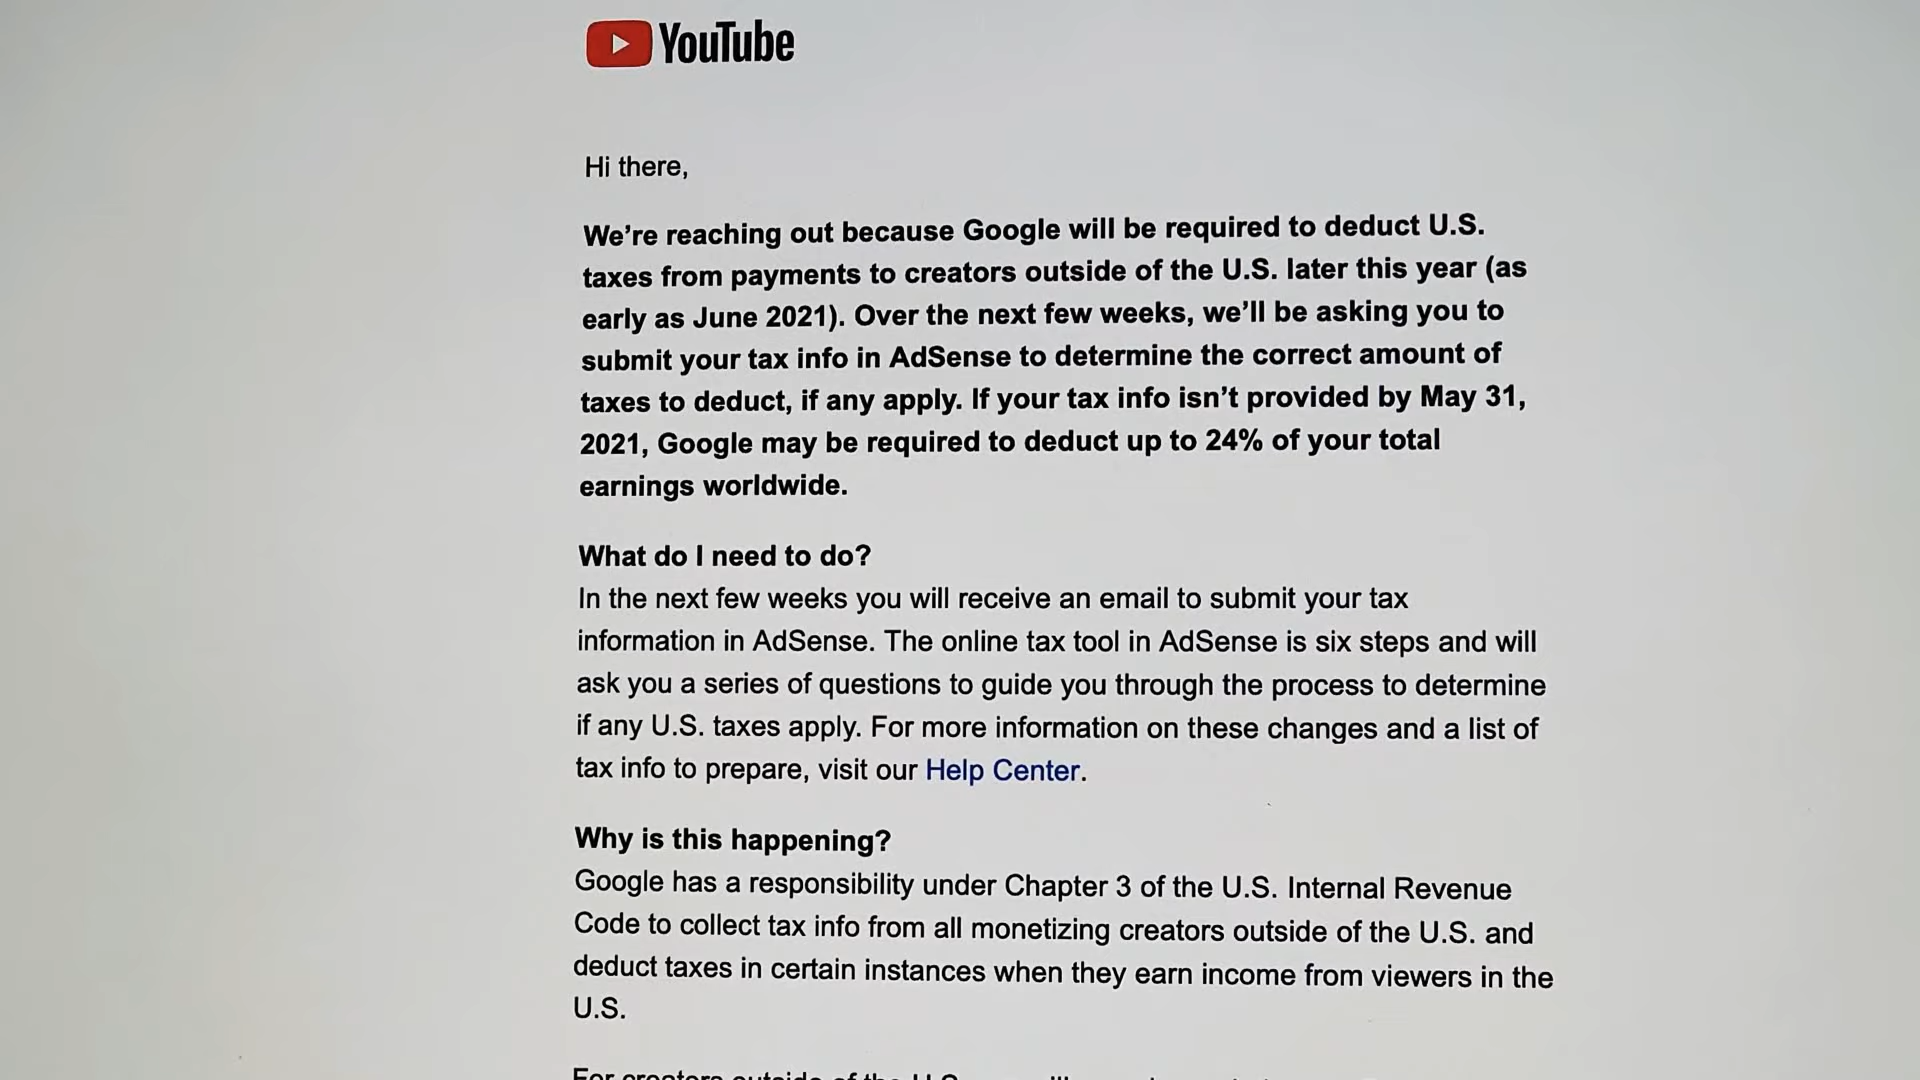 YouTube
Hi there,
We're reaching out because Google will be required to deduct U.S.
taxes from payments to creators outside of the U.S. later this year (as
early as June 2021). Over the next few weeks, we'll be asking you to
submit your tax info in AdSense to determine the correct amount of
taxes to deduct, if any apply. If your tax info isn't provided by May 31,
2021, Google may be required to deduct up to 24% of your total
earnings worldwide.
What do I need to do?
In the next few weeks you will receive an email to submit your tax
information in AdSense. The online tax tool in AdSense is six steps and will
ask you a series of questions to guide you through the process to determine
if any U.S. taxes apply. For more information on these changes and a list of
tax info to prepare, visit our Help Center.
Why is this happening?
Google has a responsibility under Chapter 3 of the U.S. Internal Revenue
Code to collect tax info from all monetizing creators outside of the U.S. and
deduct taxes in certain instances when they earn income from viewers in the
U.S.
For creators outside of the U.S.